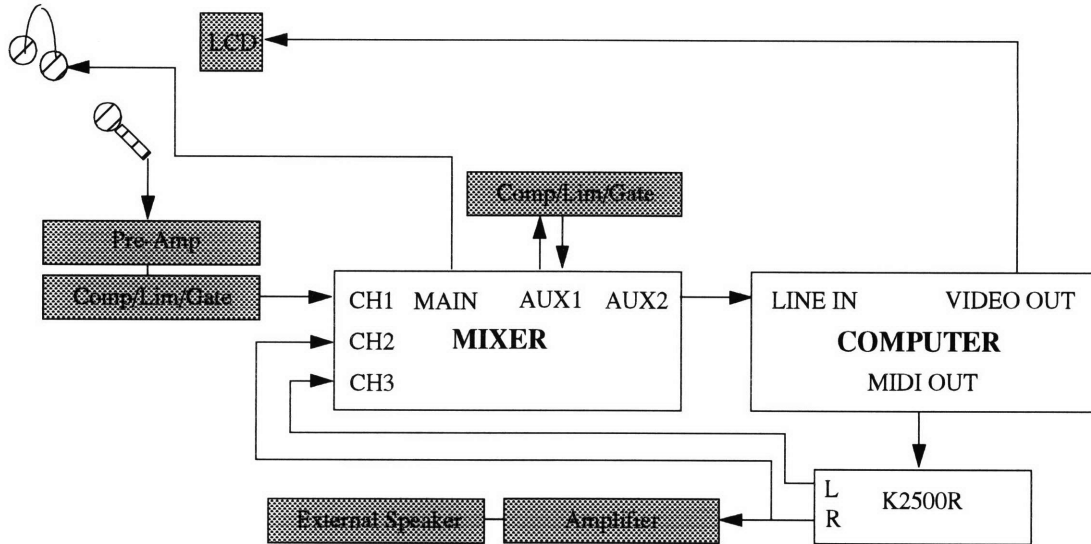 LCD
Comp/Lim/Gate
Pre-Amp
Comp/Lim/Gate
CH1 MAIN AUX1 AUX2
MIXER
CH2
CH3
LINE IN VIDEO OUT
COMPUTER
MIDI OUT
L
R
K2500R
External Speaker
Amplifier